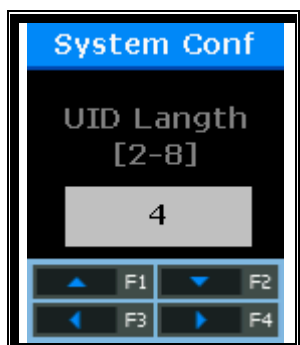 System Conf
UID Langth
[2-8]
4
F1 F2
F3 F4